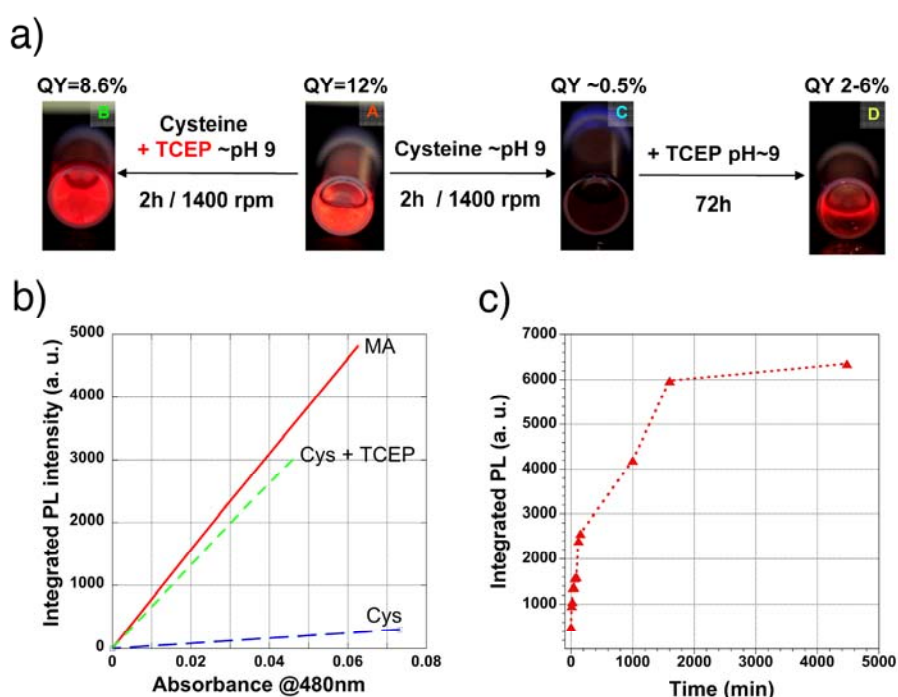 a)
QY=8.6%
QY=12%
QY ~0.5%
QY 2-6%
B
A
C
D
Cysteine
+ TCEP ~pH 9
2h / 1400 rpm
Cysteine ~pH 9
2h / 1400 rpm
+ TCEP pH~9
72h
b)
5000
4000
3000
2000
1000
0
Integrated PL intensity (a. u.)
MA
Cys + TCEP
Cys
0
0.02
0.04
0.06
0.08
Absorbance @480nm
c)
7000
6000
5000
4000
3000
2000
1000
Integrated PL (a. u.)
0
1000
2000
3000
4000
5000
Time (min)